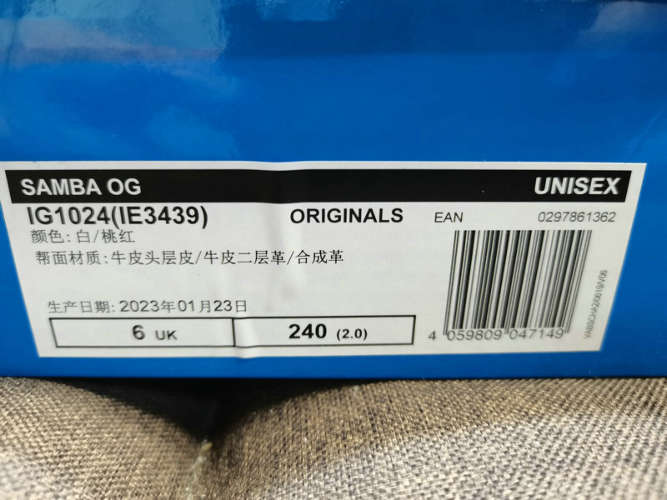 SAMBA OG UNISEX
IG1024(IE3439) ORIGINALS EAN 0297861362
颜色: 白/桃红
帮面材质: 牛皮头层皮/牛皮二层革/合成革
生产日期: 2023年01月23日
6 UK 240 (2.0)
4 059809 047149